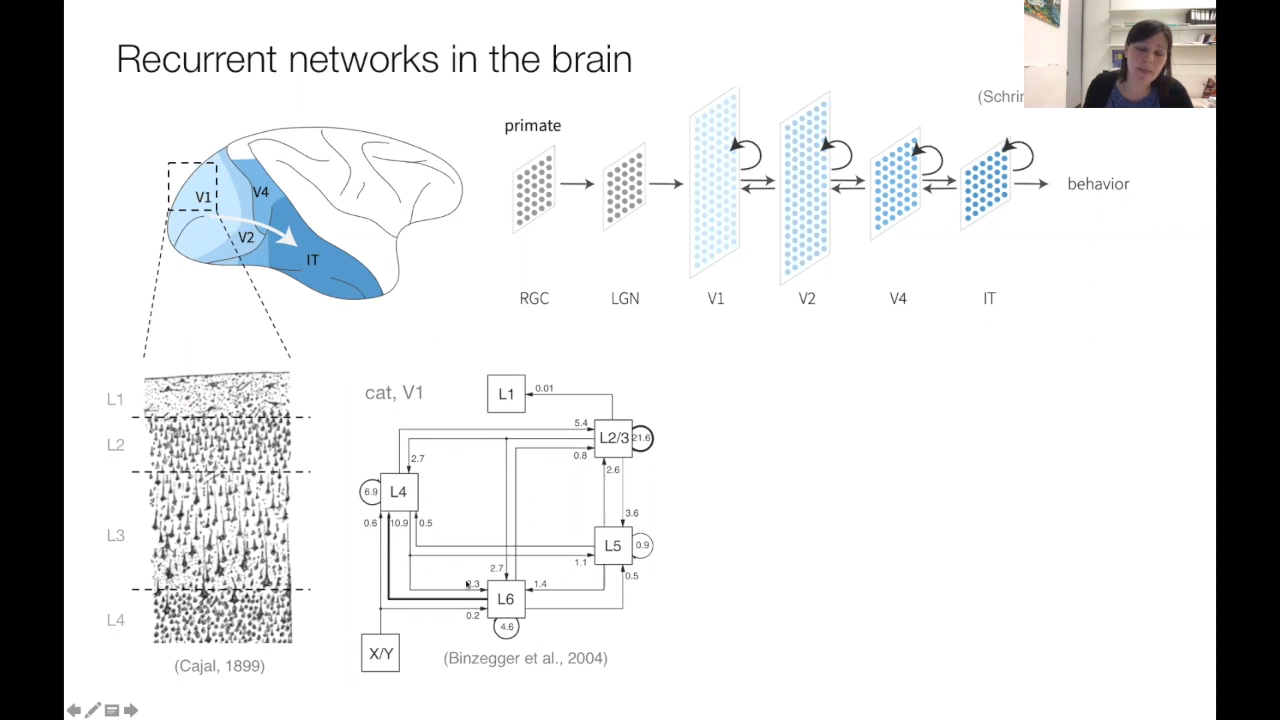 Recurrent networks in the brain
(Schri
primate
V1
V4
V2
IT
behavior
RGC
LGN
V1
V2
V4
IT
L1
L2
L3
L4
(Cajal, 1899)
cat, V1
L1
0.01
5.4
L2/3
21.6
2.7
0.8
2.6
6.9
L4
0.6
10.9
0.5
3.6
L5
0.9
1.1
2.7
2.3
1.4
0.5
L6
0.2
4.6
X/Y
(Binzegger et al., 2004)